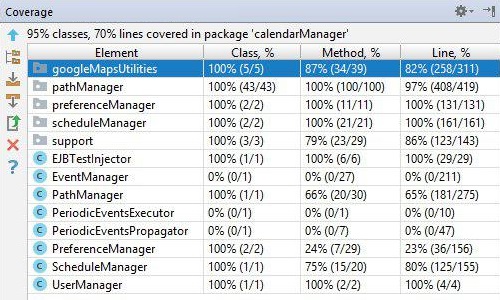 Coverage
95% classes, 70% lines covered in package 'calendarManager'
Element Class, % Method, % Line, %
googleMapsUtilities 100% (5/5) 87% (34/39) 82% (258/311)
pathManager 100% (43/43) 100% (100/100) 97% (408/419)
preferenceManager 100% (2/2) 100% (11/11) 100% (131/131)
scheduleManager 100% (2/2) 100% (21/21) 100% (161/161)
support 100% (3/3) 79% (23/29) 86% (123/143)
EJBTestInjector 100% (1/1) 100% (6/6) 100% (29/29)
EventManager 0% (0/1) 0% (0/27) 0% (0/211)
PathManager 100% (1/1) 66% (20/30) 65% (181/275)
PeriodicEventsExecutor 0% (0/1) 0% (0/2) 0% (0/10)
PeriodicEventsPropagator 0% (0/1) 0% (0/7) 0% (0/47)
PreferenceManager 100% (2/2) 24% (7/29) 23% (36/156)
ScheduleManager 100% (1/1) 75% (15/20) 80% (125/155)
UserManager 100% (1/1) 100% (2/2) 100% (4/4)